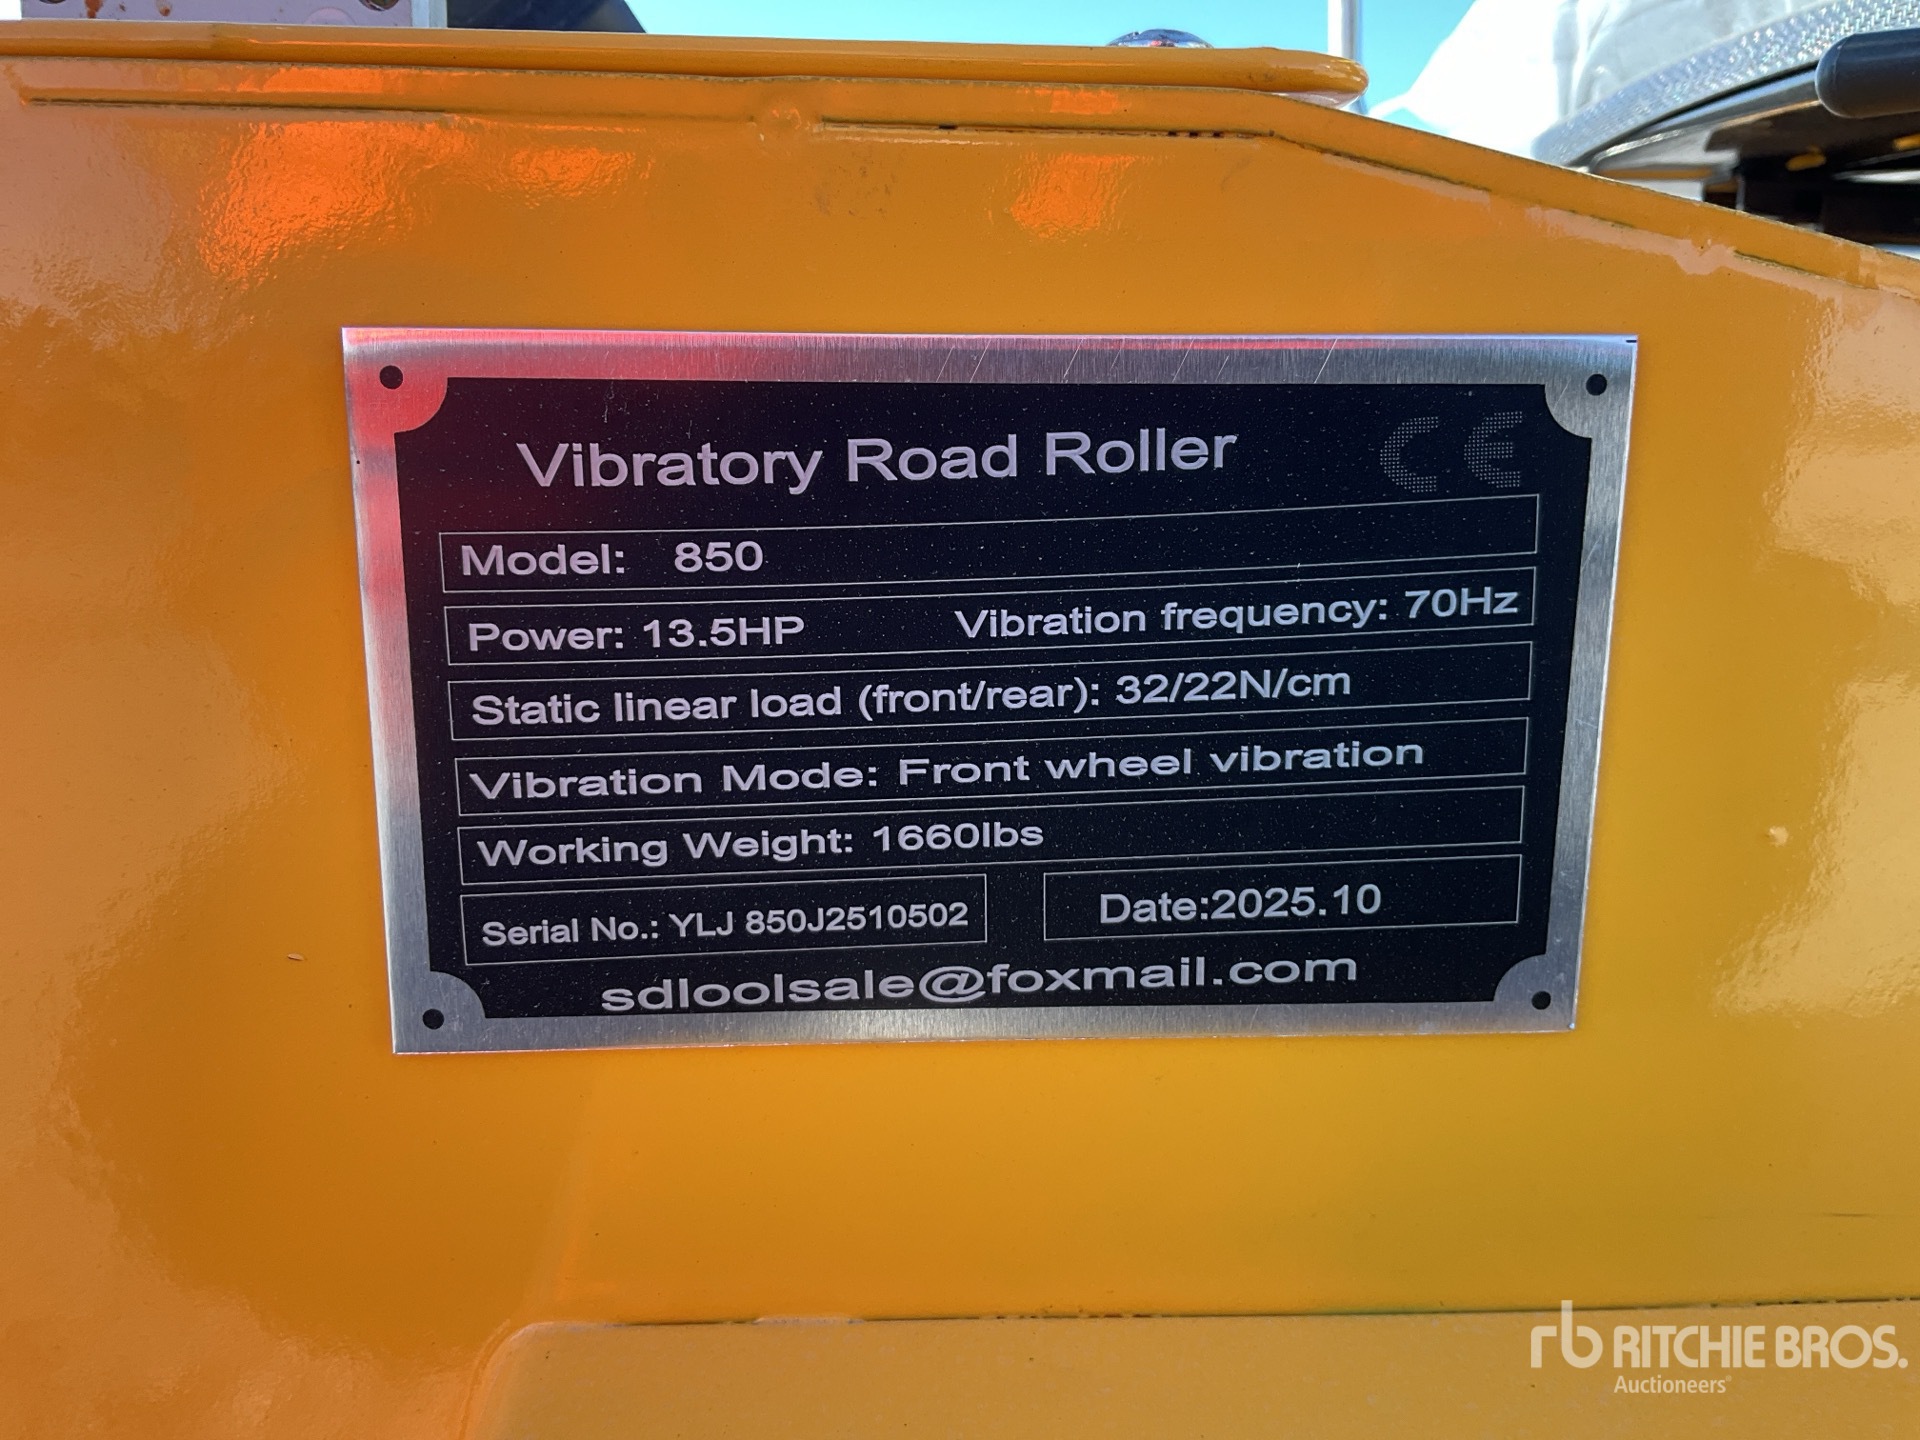 Vibratory Road Roller CE
Model: 850
Power: 13.5HP Vibration frequency: 70Hz
Static linear load (front/rear): 32/22N/cm
Vibration Mode: Front wheel vibration
Working Weight: 1660lbs
Serial No.: YLJ 850J2510502 Date:2025.10
sdloolsale@foxmail.com
rb RITCHIE BROS.
Auctioneers